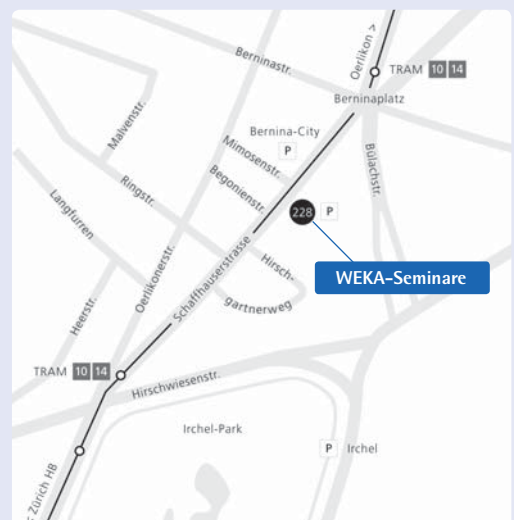 Oerlikon >
Berninastr.
TRAM 10 14
Berninaplatz
Malvenstr.
Bernina-City
P
Mimosenstr.
Bülachstr.
Begonienstr.
Ringstr.
Langfurren
228 P
Oerlikonerstr.
Schaffhauserstrasse
Hirsch-
gartnerweg
WEKA-Seminare
Heerstr.
TRAM 10 14
Hirschwiesenstr.
Irchel-Park
P Irchel
< Zürich HB